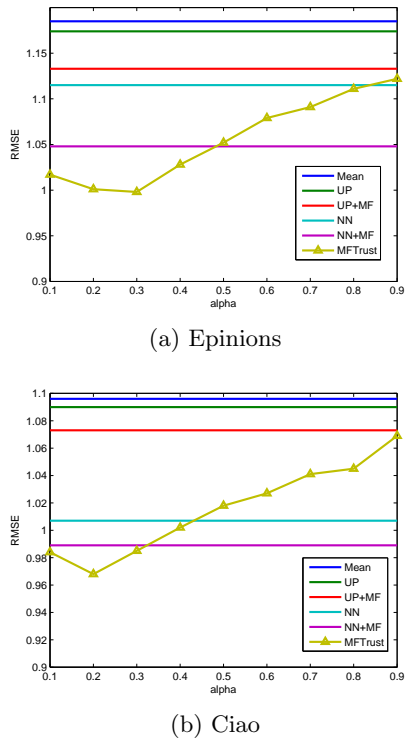 1.15
1.1
1.05
1
0.95
0.9
RMSE
0.1 0.2 0.3 0.4 0.5 0.6 0.7 0.8 0.9
alpha
Mean
UP
UP+MF
NN
NN+MF
MFTrust
(a) Epinions
1.1
1.08
1.06
1.04
1.02
1
0.98
0.96
0.94
0.92
0.9
RMSE
0.1 0.2 0.3 0.4 0.5 0.6 0.7 0.8 0.9
alpha
Mean
UP
UP+MF
NN
NN+MF
MFTrust
(b) Ciao